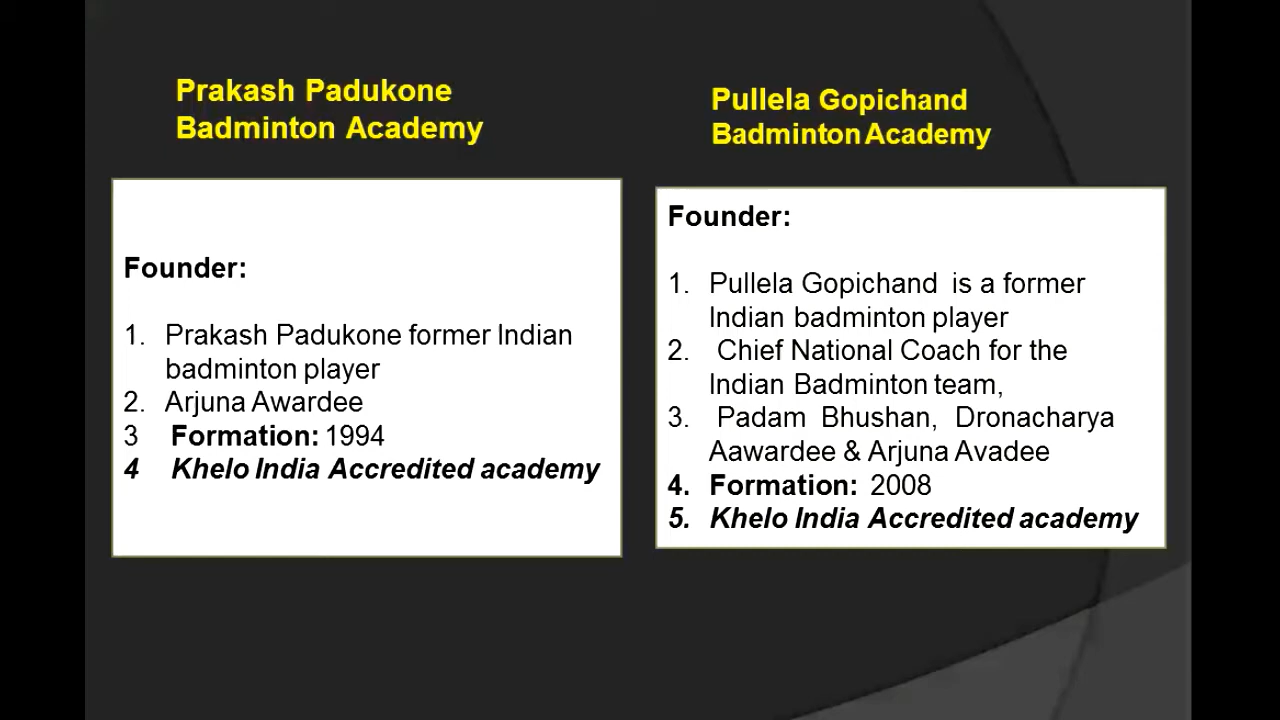 Prakash Padukone
Badminton Academy
Founder:
1. Prakash Padukone former Indian
badminton player
2. Arjuna Awardee
3 Formation: 1994
4 Khelo India Accredited academy
Pullela Gopichand
Badminton Academy
Founder:
1. Pullela Gopichand is a former
Indian badminton player
2. Chief National Coach for the
Indian Badminton team,
3. Padam Bhushan, Dronacharya
Aawardee & Arjuna Avadee
4. Formation: 2008
5. Khelo India Accredited academy